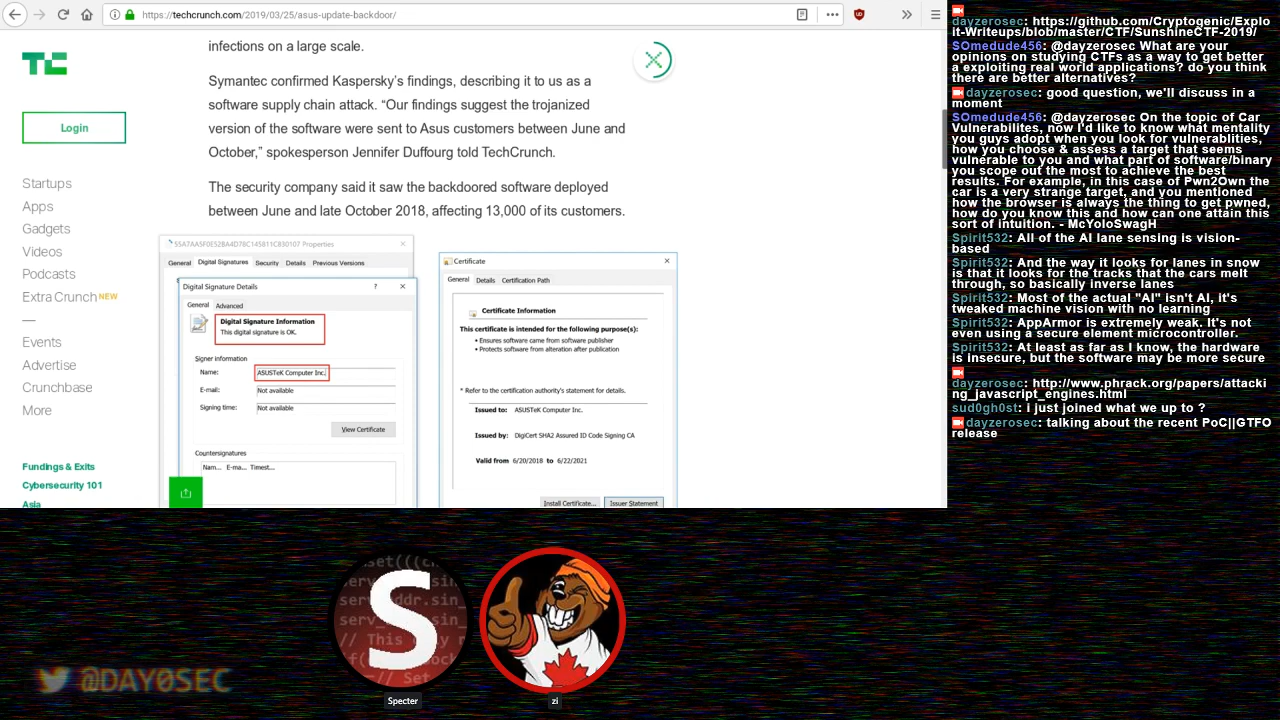 https://techcrunch.com/2019/03/25/asus-update-backdoor/
TC
Login
Startups
Apps
Gadgets
Videos
Podcasts
Extra Crunch NEW
—
Events
Advertise
Crunchbase
More
Fundings & Exits
Cybersecurity 101
Asia
infections on a large scale.
Symantec confirmed Kaspersky’s findings, describing it to us as a
software supply chain attack. “Our findings suggest the trojanized
version of the software were sent to Asus customers between June and
October,” spokesperson Jennifer Duffourg told TechCrunch.
The security company said it saw the backdoored software deployed
between June and late October 2018, affecting 13,000 of its customers.
Properties
General Digital Signatures Security Details Previous Versions
Digital Signature Details
General Advanced
Digital Signature Information
This digital signature is OK.
Signer information
Name: ASUSTeK Computer Inc.
E-mail: Not available
Signing time: Not available
View Certificate
Countersignatures
Nam... E-ma... Timest...
Certificate
General Details Certification Path
Certificate Information
This certificate is intended for the following purpose(s):
• Ensures software came from software publisher
• Protects software from alteration after publication
* Refer to the certification authority's statement for details.
Issued to: ASUSTeK Computer Inc.
Issued by: DigiCert SHA2 Assured ID Code Signing CA
Valid from 6/20/2018 to 6/22/2021
Install Certificate... Issuer Statement
dayzerosec: https://github.com/Cryptogenic/Explo
it-Writeups/blob/master/CTF/SunshineCTF-2019/
SOmedude456: @dayzerosec What are your
opinions on studying CTFs as a way to get better
a exploiting real world applications? do you think
there are better alternatives?
dayzerosec: good question, we'll discuss in a
moment
SOmedude456: @dayzerosec On the topic of Car
Vulnerabilites, now I'd like to know what mentality
you guys adopt when you look for vulnerabilities,
how you choose & assess a target that seems
vulnerable to you and what part of software/binary
you scope out the most to achieve the best
results. For example, in this case of Pwn2Own the
car is a very strange target, and you mentioned
how the browser is always the thing to get pwned,
how do you know this and how can one attain this
sort of intuition. - McYoloSwagH
Spirit532: All of the AI lane sensing is vision-
based
Spirit532: And the way it looks for lanes in snow
is that it looks for the tracks that the cars melt
through, so basically inverse lanes
Spirit532: Most of the actual "AI" isn't AI, it's
tweaked machine vision with no learning
Spirit532: AppArmor is extremely weak. It's not
even using a secure element microcontroller.
Spirit532: At least as far as I know, the hardware
is insecure, but the software may be more secure
dayzerosec: http://www.phrack.org/papers/attacki
ng_javascript_engines.html
sud0gh0st: i just joined what we up to ?
dayzerosec: talking about the recent PoC||GTFO
release
S
Specter
zi
@DAY0SEC